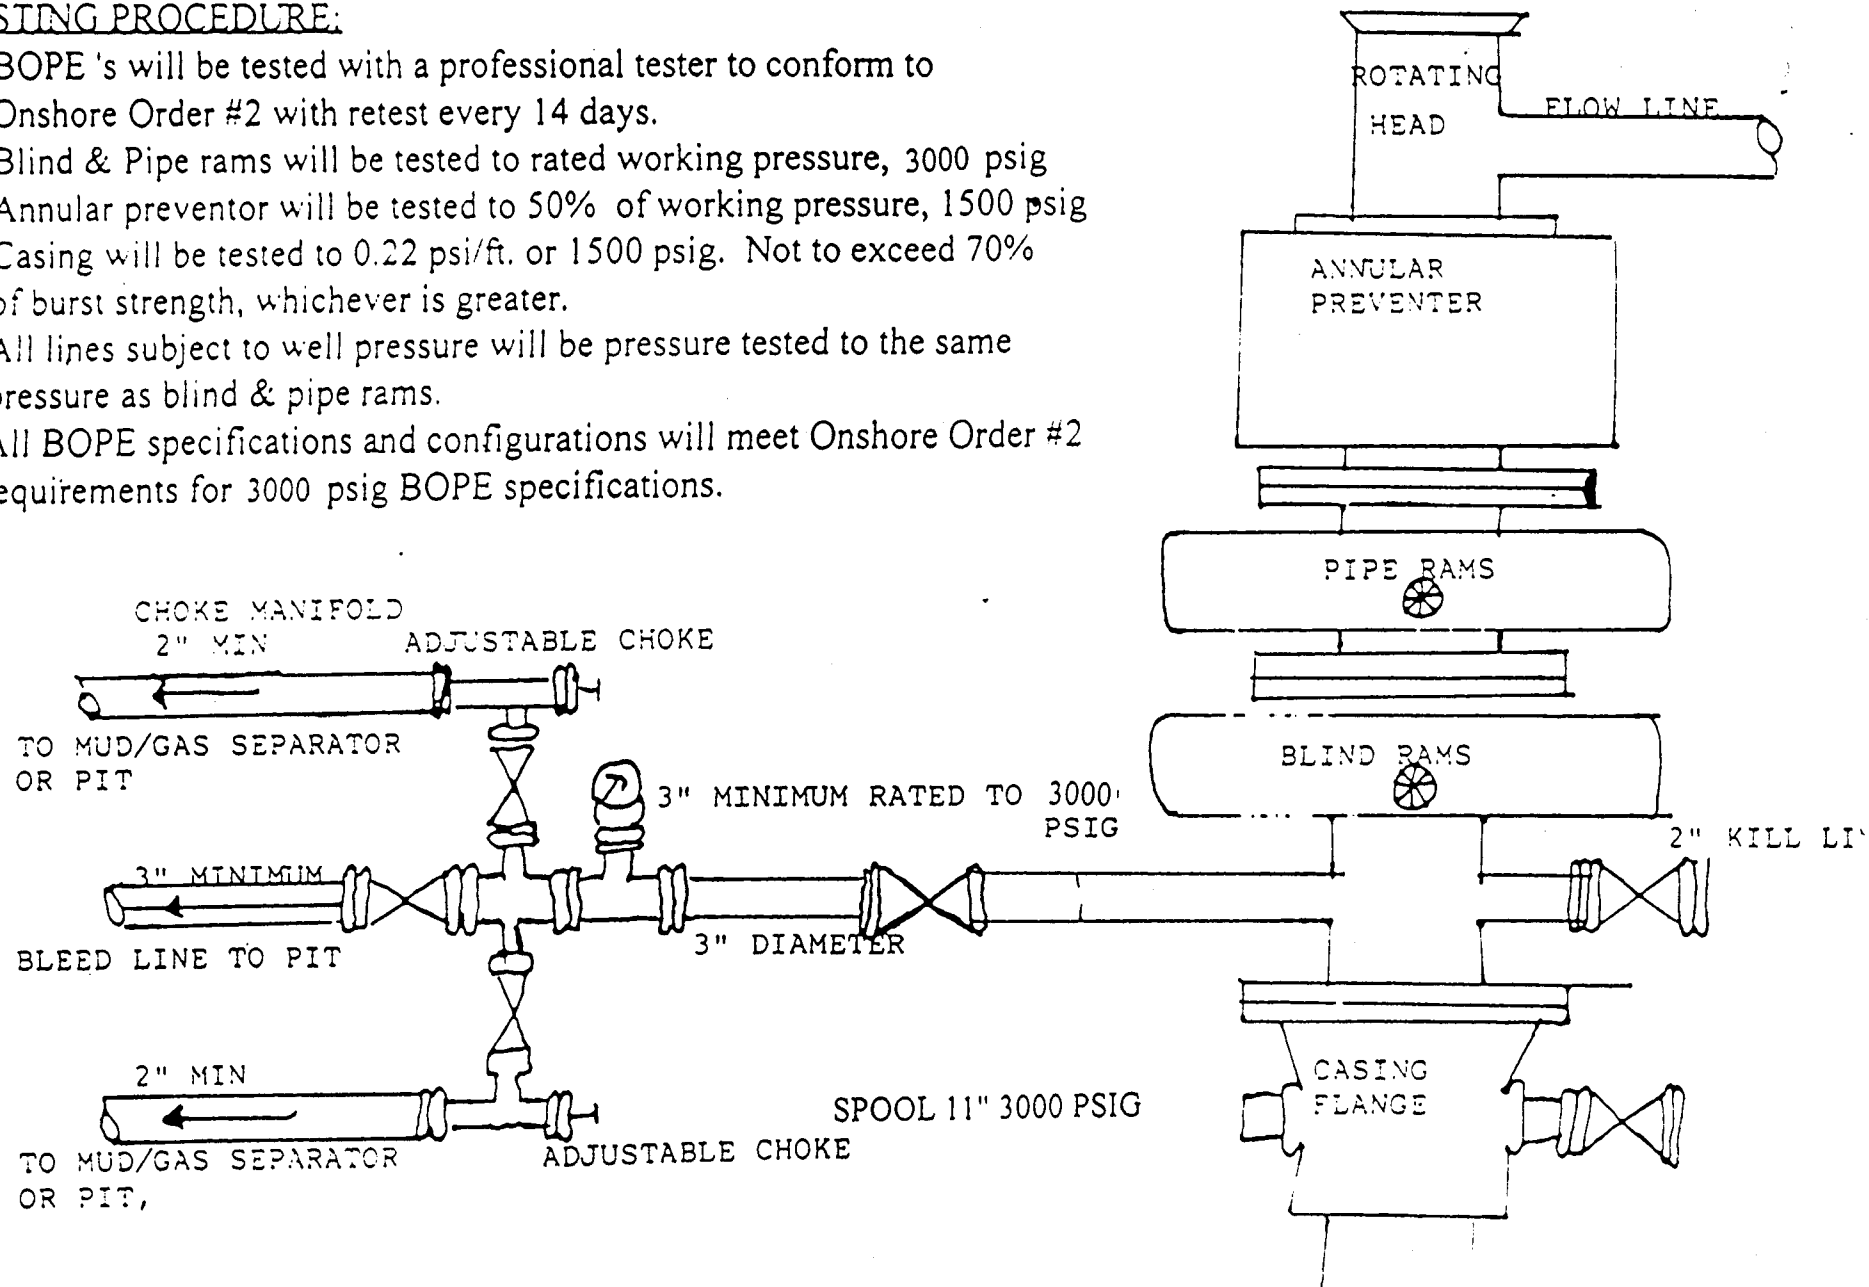 STING PROCEDURE:
BOPE 's will be tested with a professional tester to conform to
Onshore Order #2 with retest every 14 days.
Blind & Pipe rams will be tested to rated working pressure, 3000 psig
Annular preventor will be tested to 50% of working pressure, 1500 psig
Casing will be tested to 0.22 psi/ft. or 1500 psig. Not to exceed 70%
of burst strength, whichever is greater.
All lines subject to well pressure will be pressure tested to the same
pressure as blind & pipe rams.
All BOPE specifications and configurations will meet Onshore Order #2
equirements for 3000 psig BOPE specifications.
ROTATING
HEAD
FLOW LINE
ANNULAR
PREVENTER
PIPE RAMS
BLIND RAMS
CHOKE MANIFOLD
2" MIN
ADJUSTABLE CHOKE
TO MUD/GAS SEPARATOR
OR PIT
3" MINIMUM RATED TO 3000
PSIG
2" KILL LI
3" MINIMUM
BLEED LINE TO PIT
3" DIAMETER
2" MIN
TO MUD/GAS SEPARATOR
OR PIT,
ADJUSTABLE CHOKE
SPOOL 11" 3000 PSIG
CASING
FLANGE